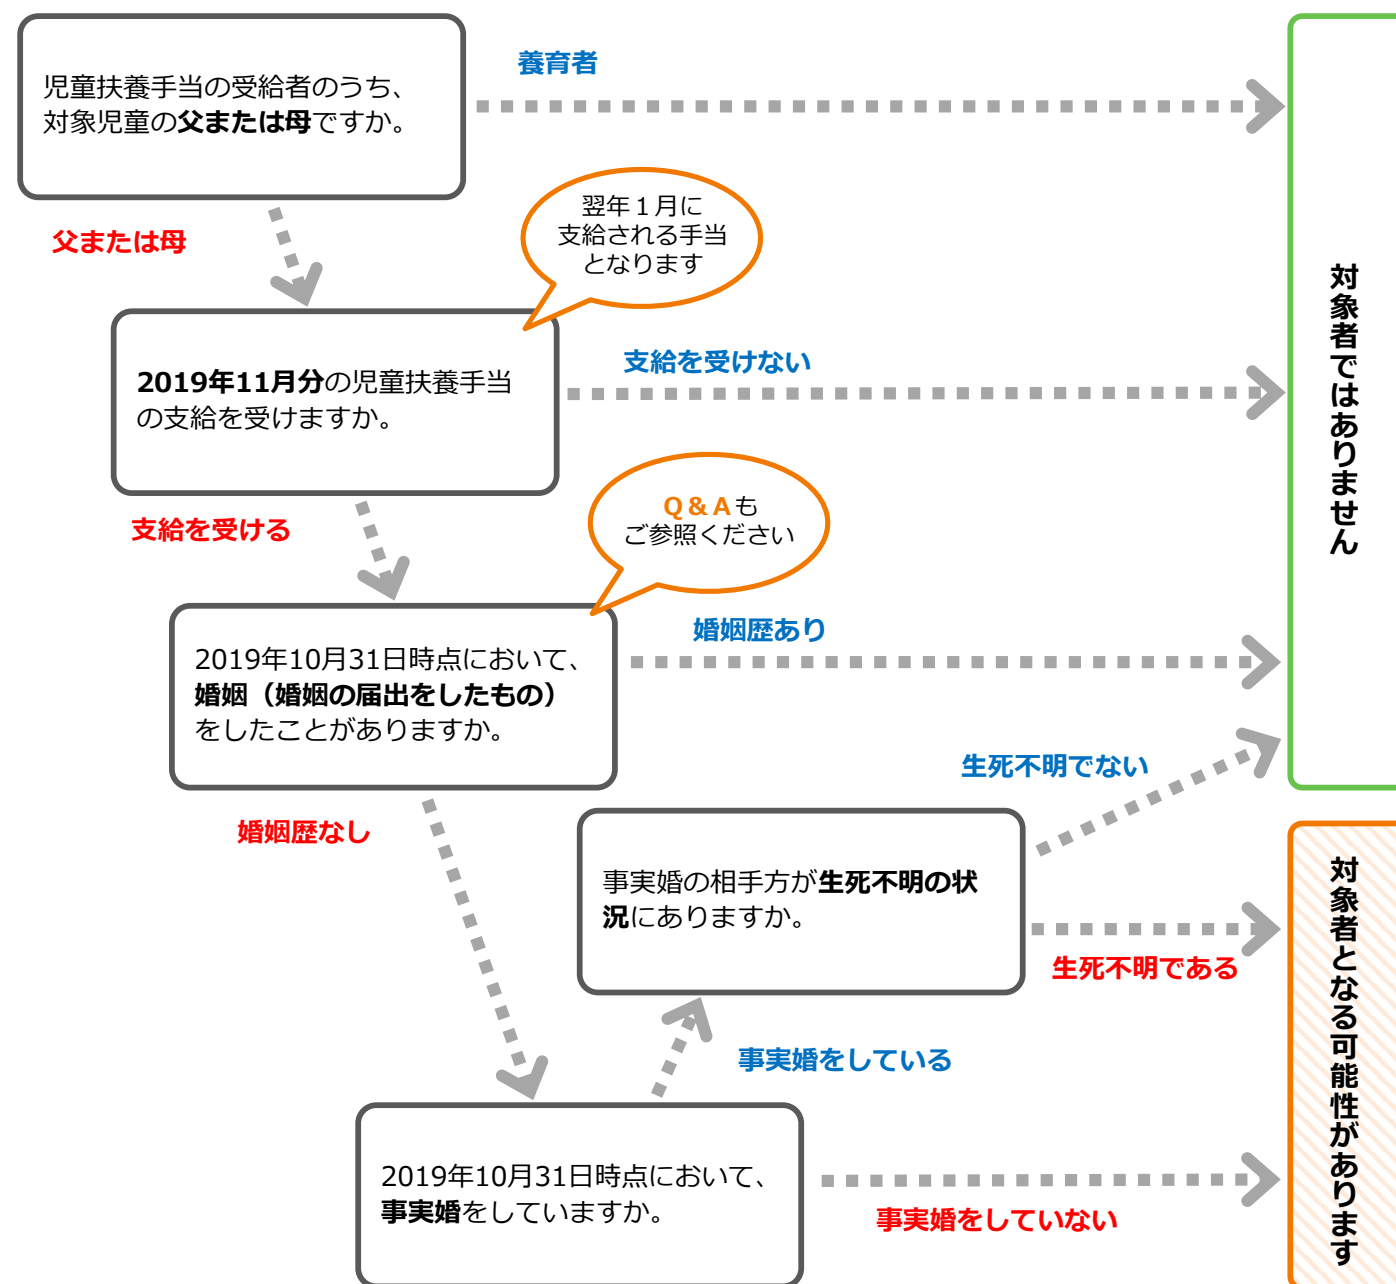 児童扶養手当の受給者のうち、
対象児童の父または母ですか。
養育者
父または母
翌年１月に
支給される手当
となります
2019年11月分の児童扶養手当
の支給を受けますか。
支給を受けない
支給を受ける
Ｑ＆Ａも
ご参照ください
2019年10月31日時点において、
婚姻（婚姻の届出をしたもの）
をしたことがありますか。
婚姻歴あり
婚姻歴なし
事実婚の相手方が生死不明の状
況にありますか。
生死不明でない
生死不明である
事実婚をしている
2019年10月31日時点において、
事実婚をしていますか。
事実婚をしていない
対象者ではありません
対象者となる可能性があります